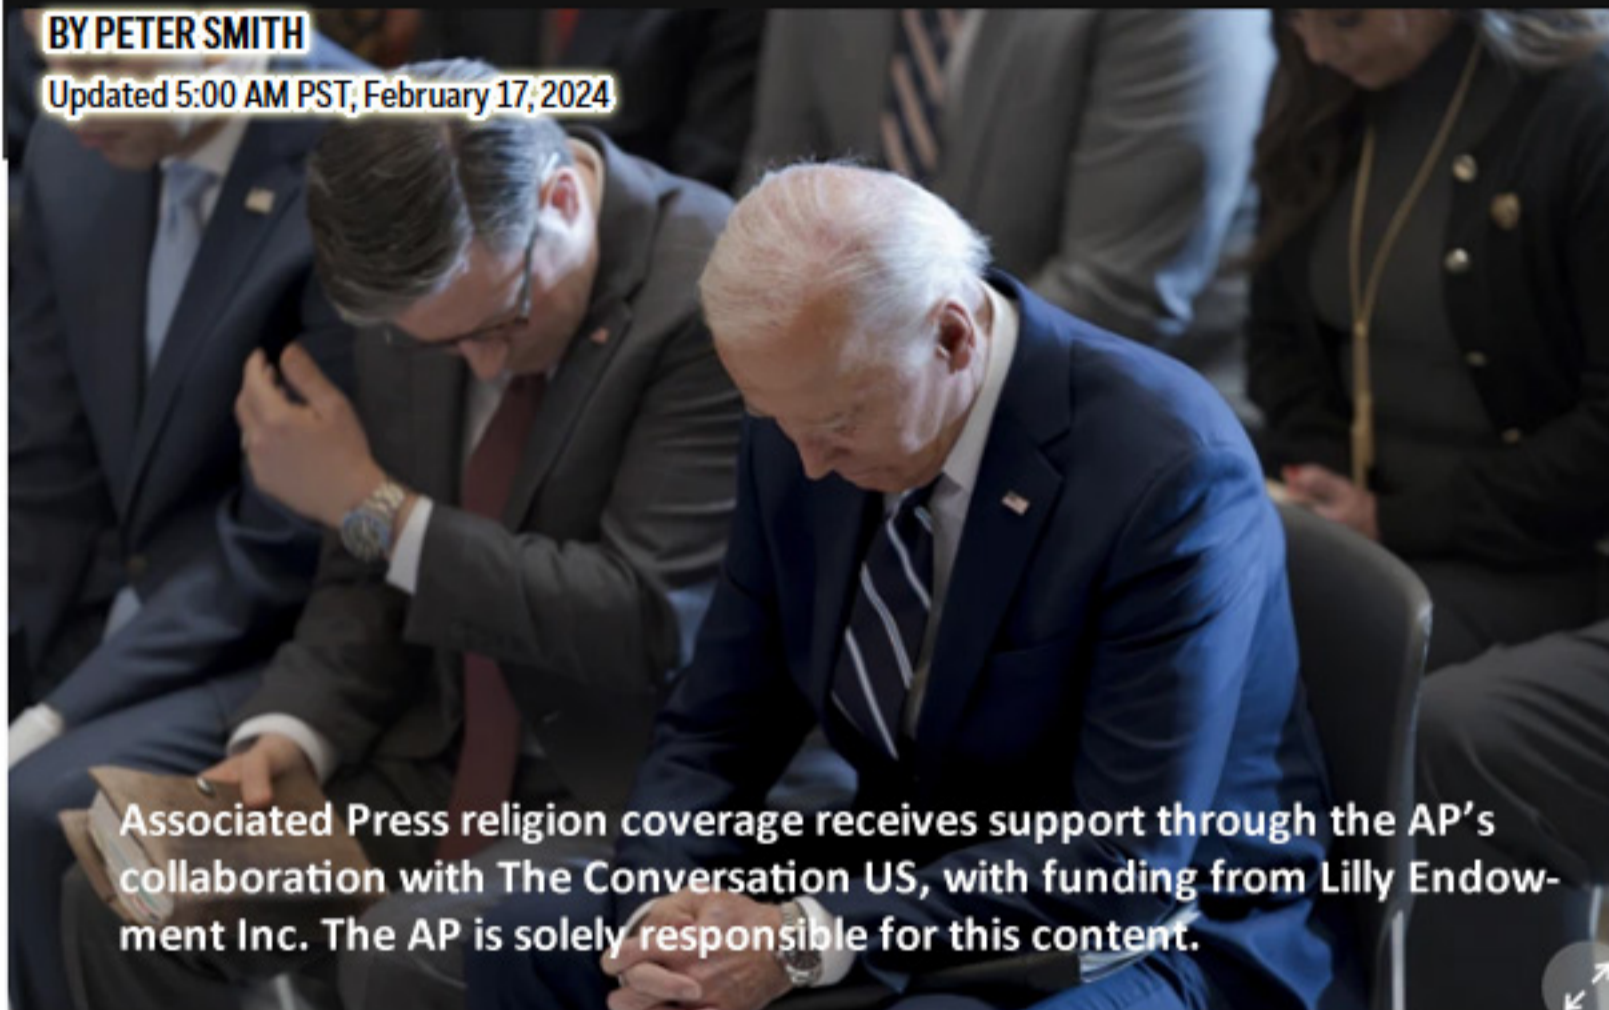 BY PETER SMITH
Updated 5:00 AM PST, February 17, 2024
Associated Press religion coverage receives support through the AP’s
collaboration with The Conversation US, with funding from Lilly Endow-
ment Inc. The AP is solely responsible for this content.